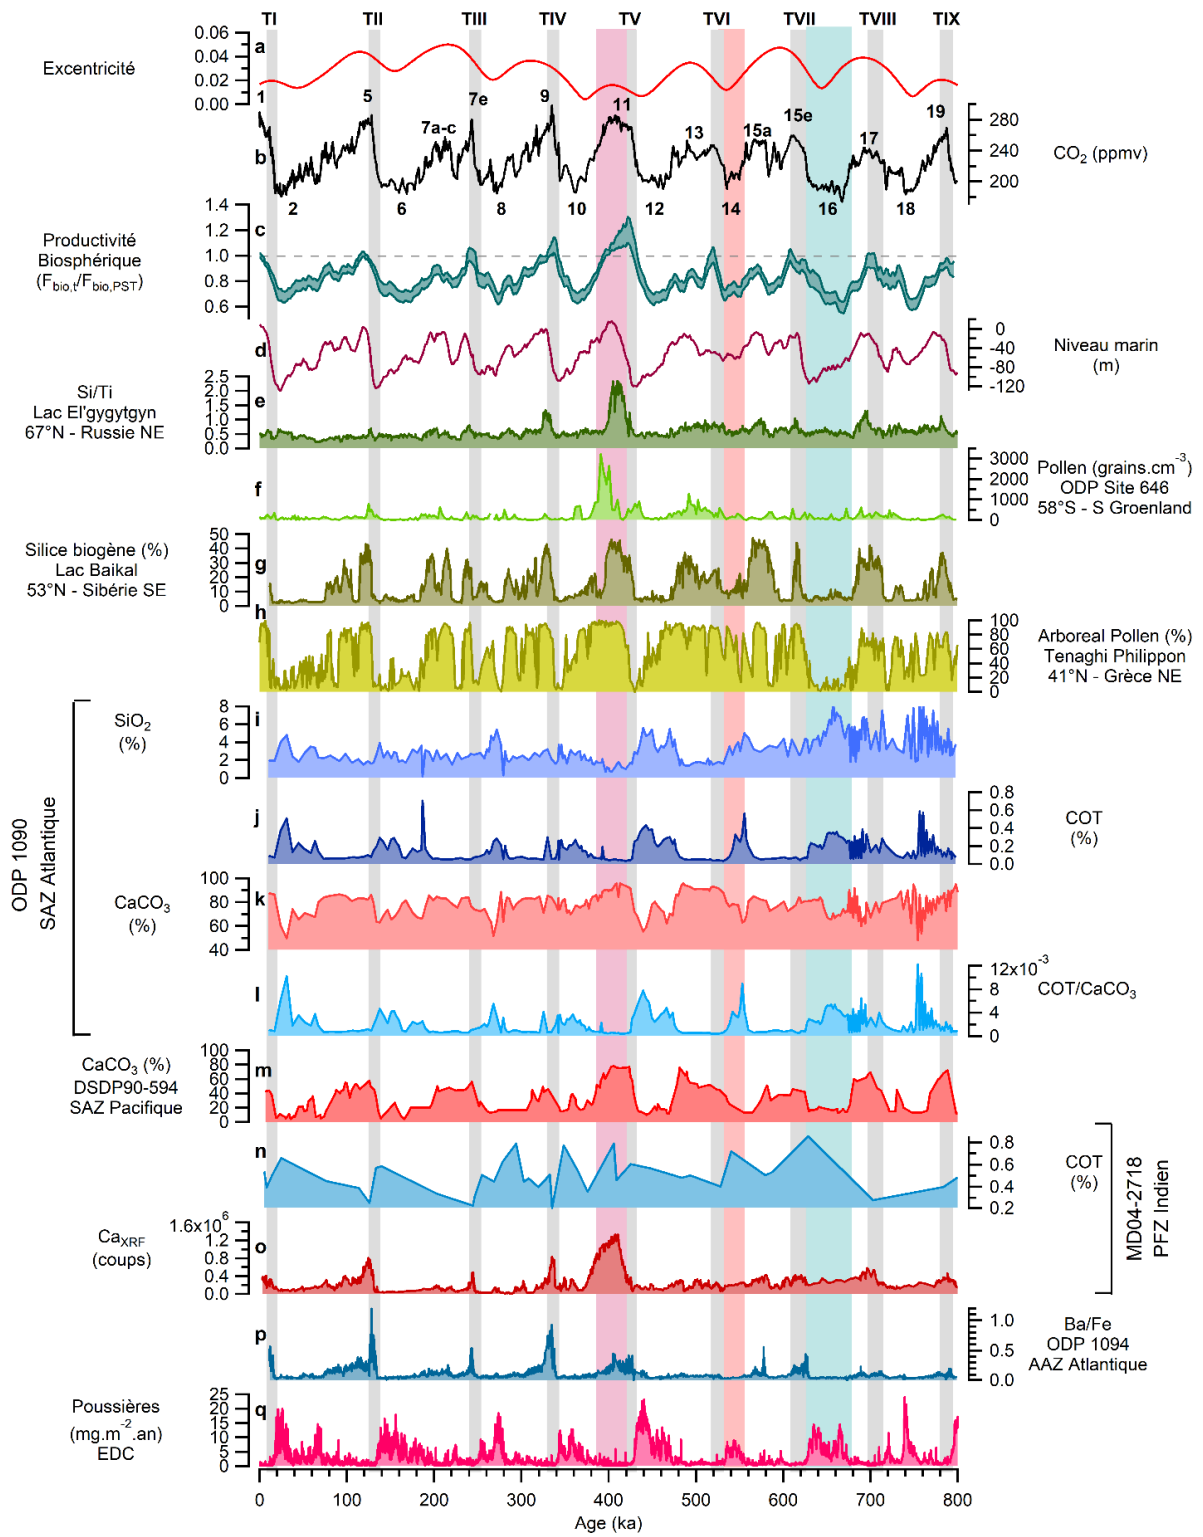 TI TII TIII TIV TV TVI TVII TVIII TIX
Excentricité
0.06
0.04
0.02
0.00
a
1 5 7e 9 11 15e 19
7a-c 13 15a 17
b
280
240
200
CO2 (ppmv)
2 6 8 10 12 14 16 18
Productivité
Biosphérique
(Fbio,t/Fbio,PST)
1.4
1.2
1.0
0.8
0.6
c
d
0
-40
-80
-120
Niveau marin
(m)
Si/Ti
Lac El'gygytgyn
67°N - Russie NE
2.5
2.0
1.5
1.0
0.5
0.0
e
f
3000
2000
1000
0
Pollen (grains.cm-3)
ODP Site 646
58°S - S Groenland
Silice biogène (%)
Lac Baikal
53°N - Sibérie SE
50
40
30
20
10
0
g
h
100
80
60
40
20
0
Arboreal Pollen (%)
Tenaghi Philippon
41°N - Grèce NE
ODP 1090
SAZ Atlantique
SiO2
(%)
8
6
4
2
0
i
j
0.8
0.6
0.4
0.2
0.0
COT
(%)
CaCO3
(%)
100
80
60
40
k
l
12x10-3
8
4
0
COT/CaCO3
CaCO3 (%)
DSDP90-594
SAZ Pacifique
100
80
60
40
20
0
m
n
0.8
0.6
0.4
0.2
COT
(%)
MD04-2718
PFZ Indien
CaXRF
(coups)
1.6x106
1.2
0.8
0.4
0.0
o
p
1.0
0.5
0.0
Ba/Fe
ODP 1094
AAZ Atlantique
Poussières
(mg.m-2.an)
EDC
25
20
15
10
5
0
q
0 100 200 300 400 500 600 700 800
Age (ka)